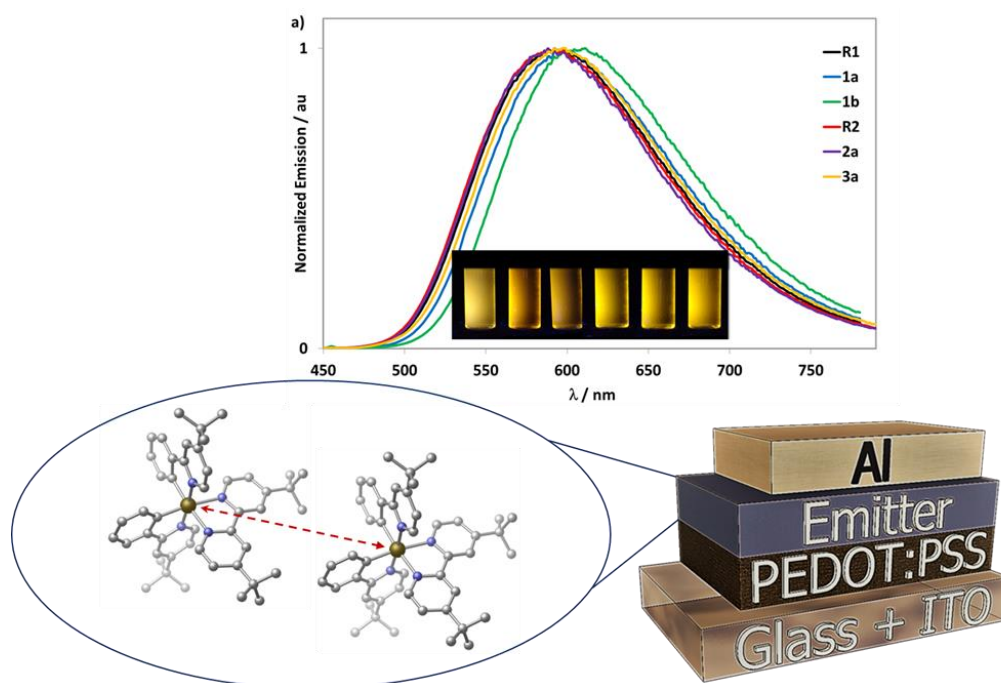 a)
Normalized Emission / au
1
0
R1
1a
1b
R2
2a
3a
450 500 550 600 650 700 750
λ / nm
Al
Emitter
PEDOT:PSS
Glass + ITO